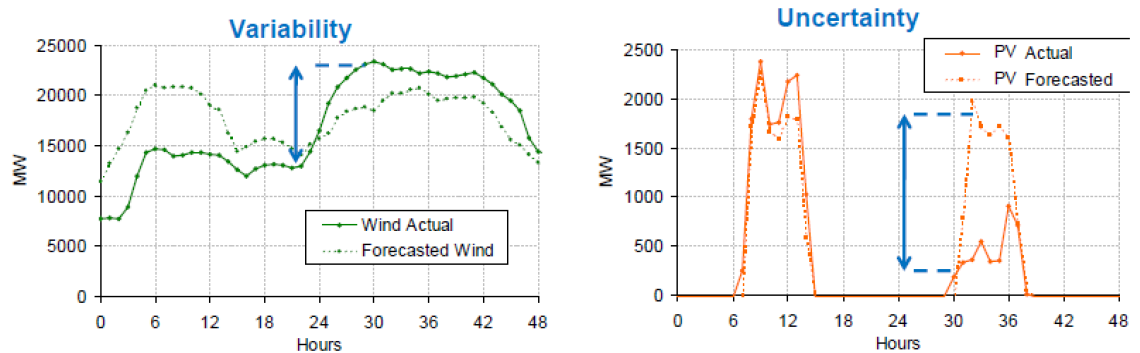 Variability
25000
20000
15000
10000
5000
0
MW
Wind Actual
Forecasted Wind
0 6 12 18 24 30 36 42 48
Hours
Uncertainty
2500
2000
1500
1000
500
0
MW
PV Actual
PV Forecasted
0 6 12 18 24 30 36 42 48
Hours